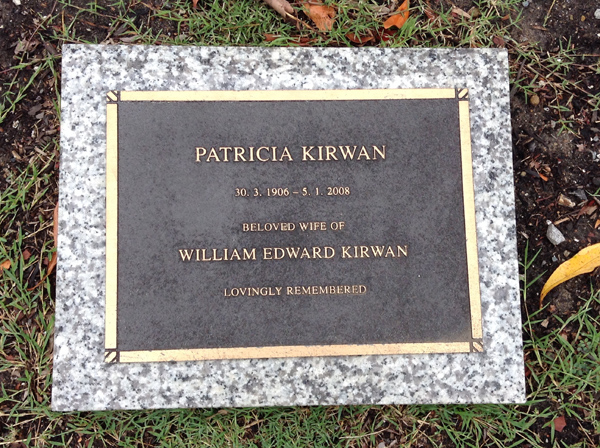 PATRICIA KIRWAN
30. 3. 1906 – 5. 1. 2008
BELOVED WIFE OF
WILLIAM EDWARD KIRWAN
LOVINGLY REMEMBERED